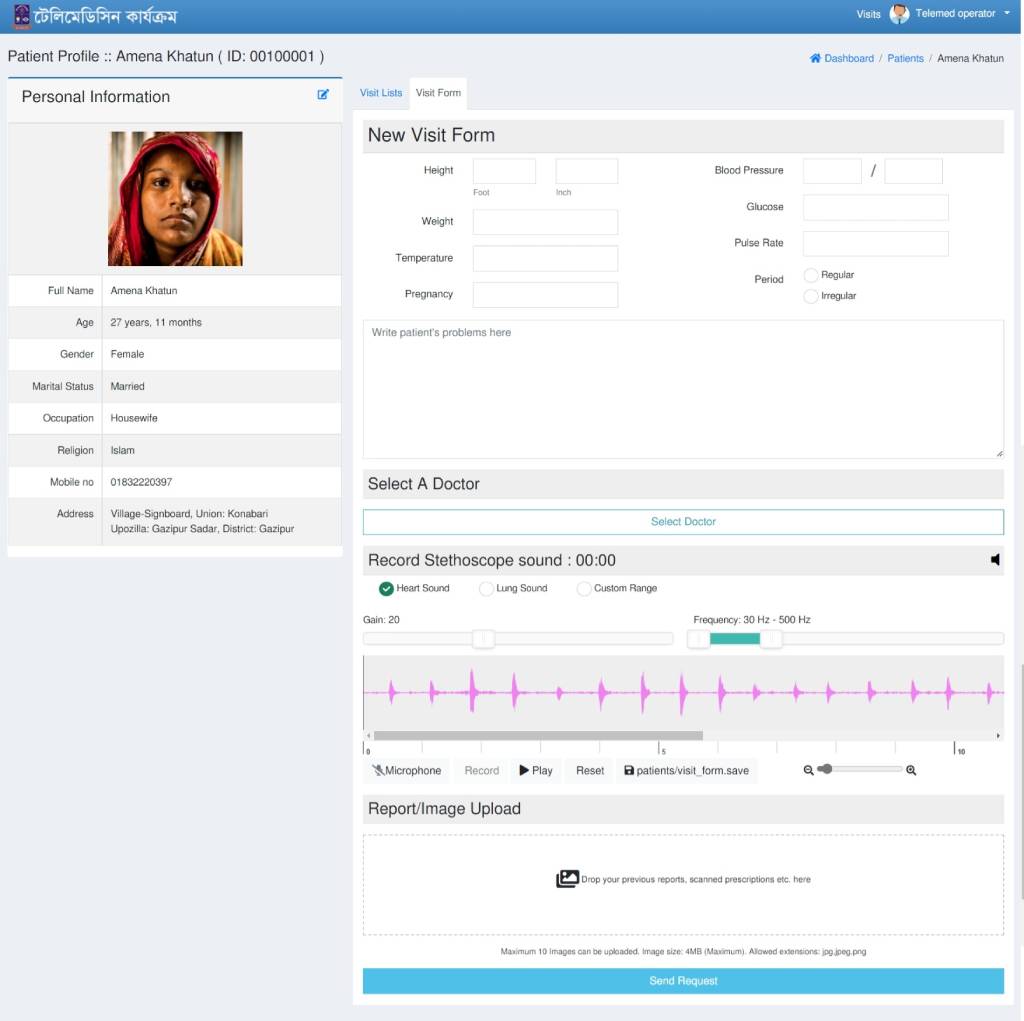 টেলিমেডিসিন কার্যক্রম
Visits
Telemed operator
Patient Profile :: Amena Khatun ( ID: 00100001 )
Dashboard / Patients / Amena Khatun
Personal Information
Full Name Amena Khatun
Age 27 years, 11 months
Gender Female
Marital Status Married
Occupation Housewife
Religion Islam
Mobile no 01832220397
Address Village-Signboard, Union: Konabari
Upozilla: Gazipur Sadar, District: Gazipur
Visit Lists Visit Form
New Visit Form
Height
Foot Inch
Weight
Temperature
Pregnancy
Blood Pressure /
Glucose
Pulse Rate
Period Regular
Irregular
Write patient's problems here
Select A Doctor
Select Doctor
Record Stethoscope sound : 00:00
Heart Sound Lung Sound Custom Range
Gain: 20 Frequency: 30 Hz - 500 Hz
0 5 10
Microphone Record Play Reset patients/visit_form.save
Report/Image Upload
Drop your previous reports, scanned prescriptions etc. here
Maximum 10 Images can be uploaded. Image size: 4MB (Maximum). Allowed extensions: jpg,jpeg,png
Send Request